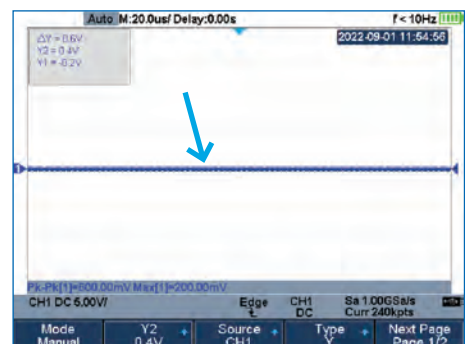 Auto M:20.0us/ Delay:0.00s f < 10Hz
2022-09-01 11:54:56
△Y = 0.6V
Y2 = 0.4V
Y1 = -0.2V
1
Pk-Pk[1]=600.00mV Max[1]=200.00mV
CH1 DC 5.00V/ Edge CH1 DC Sa 1.00GSa/s Curr 240kpts
Mode Manual Y2 0.4V Source CH1 Type Y Next Page Page 1/2